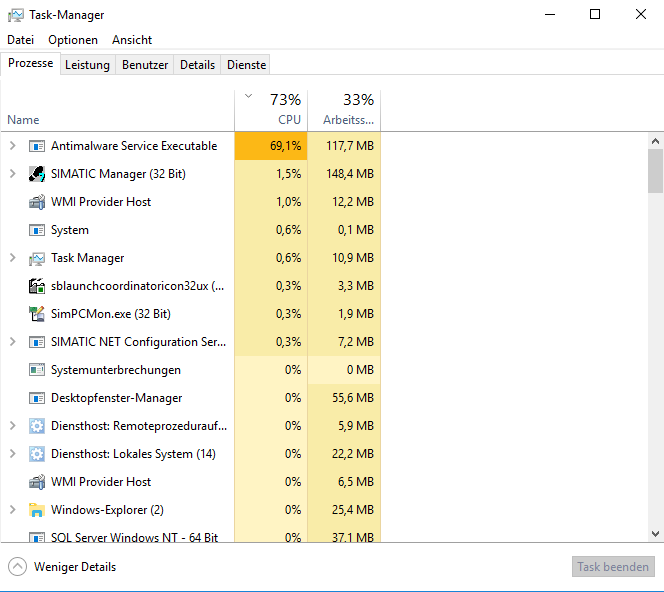 Task-Manager
Datei Optionen Ansicht
Prozesse Leistung Benutzer Details Dienste
73% 33%
Name CPU Arbeitss...
Antimalware Service Executable 69,1% 117,7 MB
SIMATIC Manager (32 Bit) 1,5% 148,4 MB
WMI Provider Host 1,0% 12,2 MB
System 0,6% 0,1 MB
Task Manager 0,6% 10,9 MB
sblaunchcoordinatoricon32ux (... 0,3% 3,3 MB
SimPCMon.exe (32 Bit) 0,3% 1,9 MB
SIMATIC NET Configuration Ser... 0,3% 7,2 MB
Systemunterbrechungen 0% 0 MB
Desktopfenster-Manager 0% 55,6 MB
Diensthost: Remoteprozedurauf... 0% 5,9 MB
Diensthost: Lokales System (14) 0% 22,2 MB
WMI Provider Host 0% 6,5 MB
Windows-Explorer (2) 0% 25,4 MB
SQL Server Windows NT - 64 Bit 0% 37,1 MB
Weniger Details Task beenden